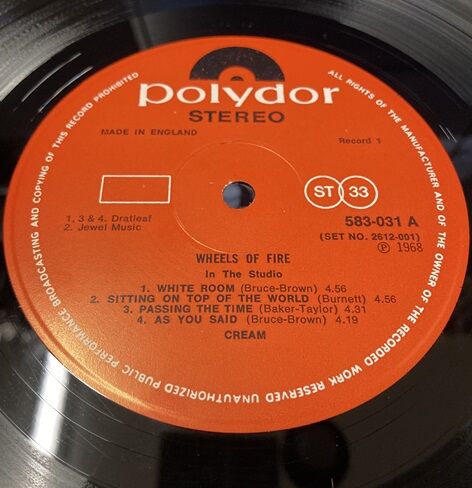 UNAUTHORIZED PUBLIC PERFORMANCE BROADCASTING AND COPYING OF THIS RECORD PROHIBITED
ALL RIGHTS OF THE MANUFACTURER AND OF THE OWNER OF THE RECORDED WORK RESERVED
polydor
STEREO
MADE IN ENGLAND
Record 1
ST 33
583-031 A
(SET NO. 2612-001)
℗ 1968
1, 3 & 4. Dratleaf
2. Jewel Music
WHEELS OF FIRE
In The Studio
1. WHITE ROOM (Bruce-Brown) 4.56
2. SITTING ON TOP OF THE WORLD (Burnett) 4.56
3. PASSING THE TIME (Baker-Taylor) 4.31
4. AS YOU SAID (Bruce-Brown) 4.19
CREAM